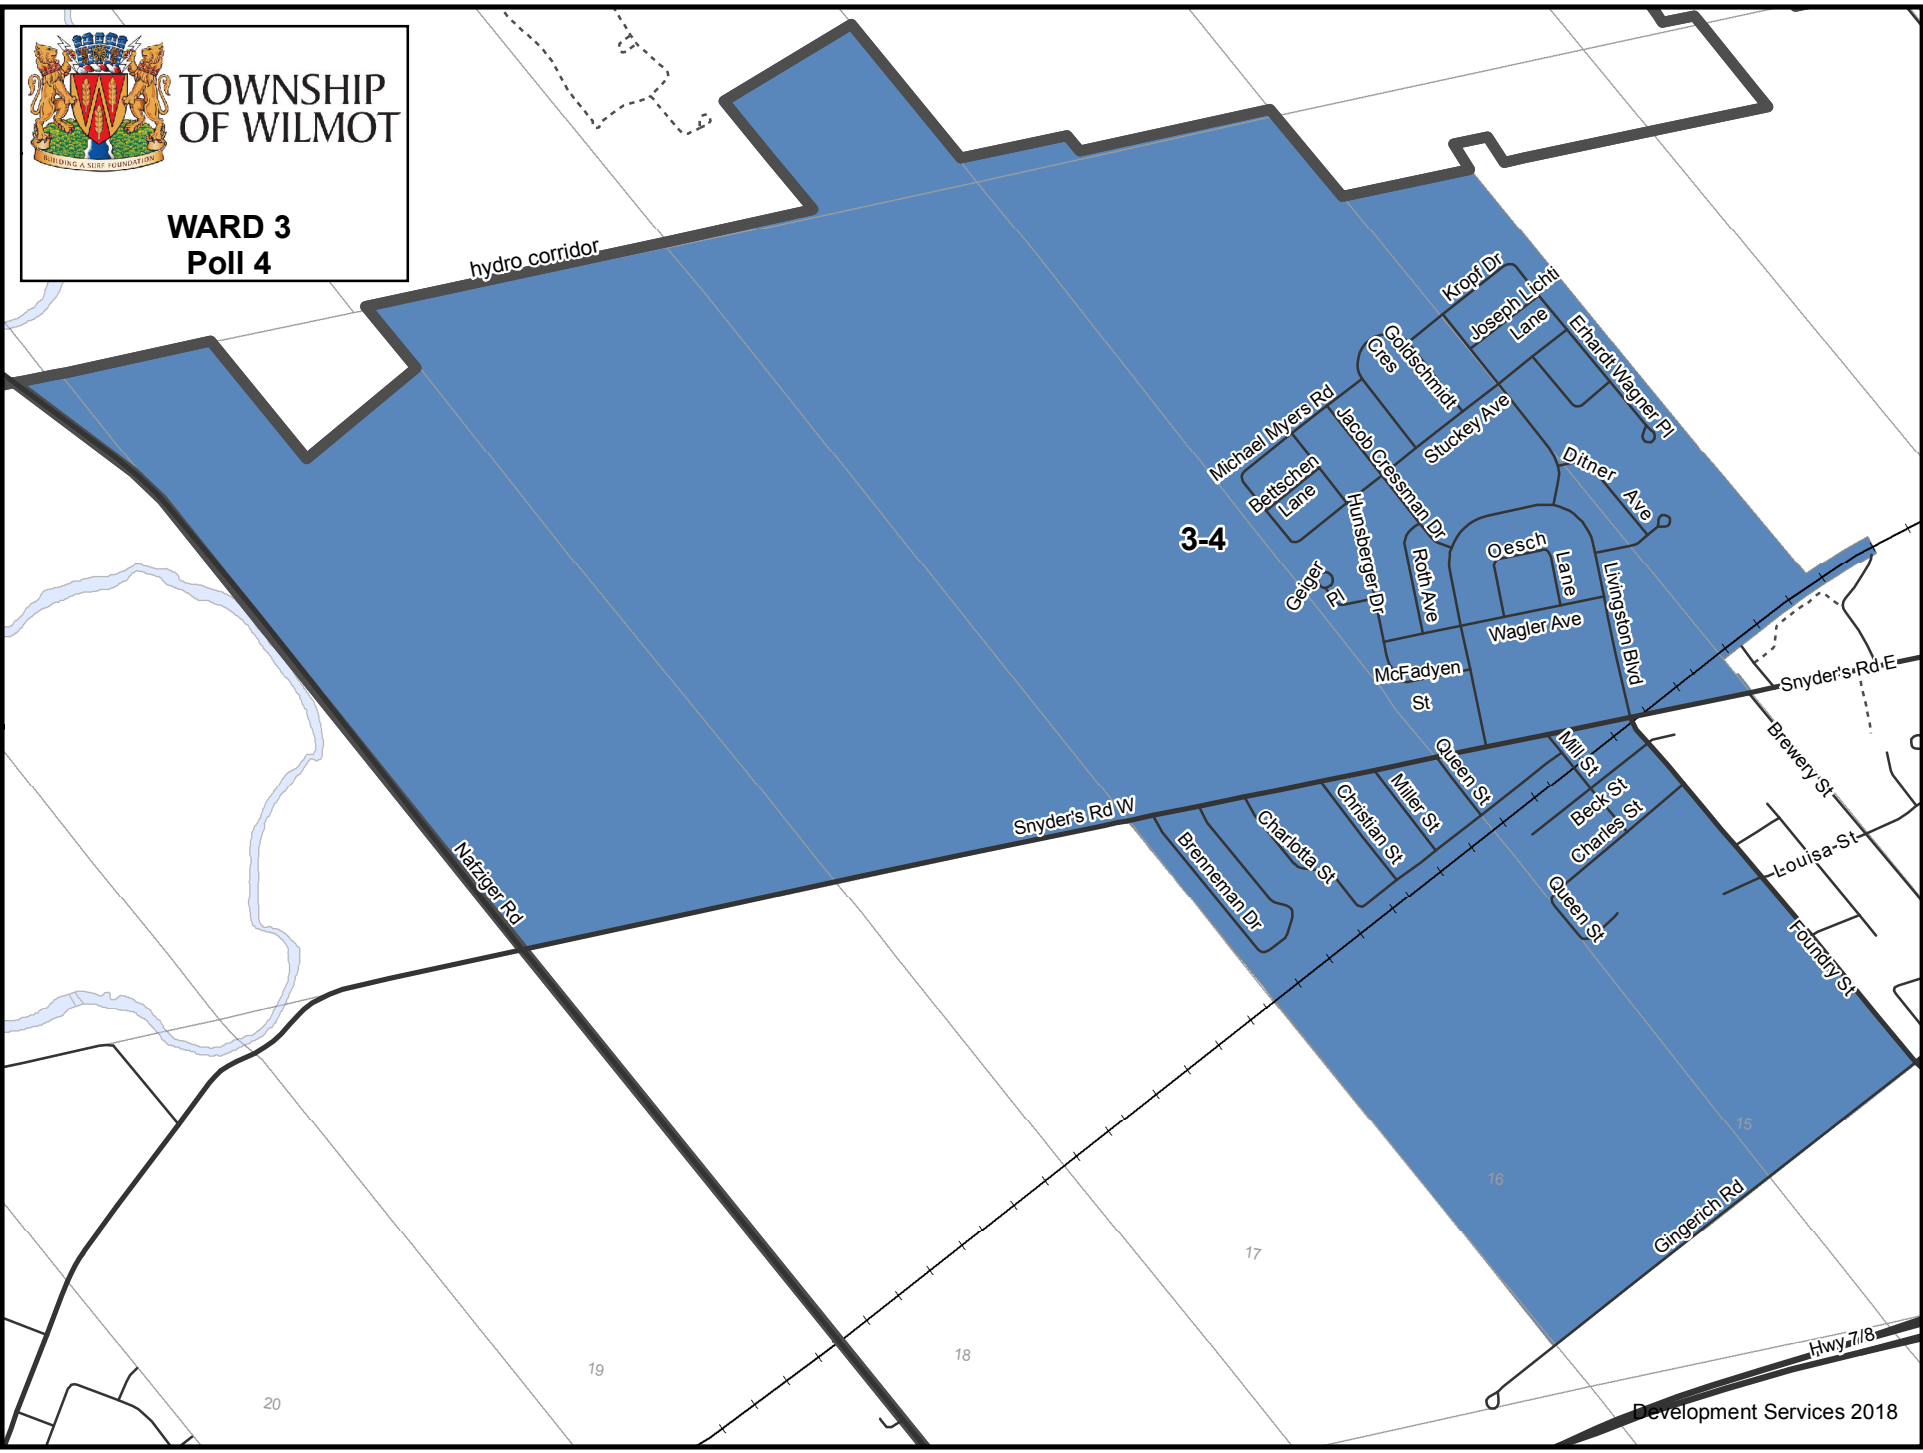 TOWNSHIP
OF WILMOT
BUILDING A SURE FOUNDATION
WARD 3
Poll 4
hydro corridor
Kropf Dr
Joseph Lichti
Lane
Erhardt Wagner Pl
Goldschmidt
Cres
Michael Myers Rd
Jacob Cressman Dr
Stuckey Ave
Bettschen
Lane
Ditner
Ave
Hunsberger Dr
3-4
Oesch
Lane
Roth Ave
Geiger
Pl
Livingston Blvd
Wagler Ave
McFadyen
St
Snyder's Rd E
Queen St
Mill St
Brewery St
Beck St
Miller St
Christian St
Charles St
Snyder's Rd W
Charlotta St
Brenneman Dr
Louisa St
Nafziger Rd
Queen St
Foundry St
15
16
Gingerich Rd
17
18
19
20
Hwy 7/8
Development Services 2018